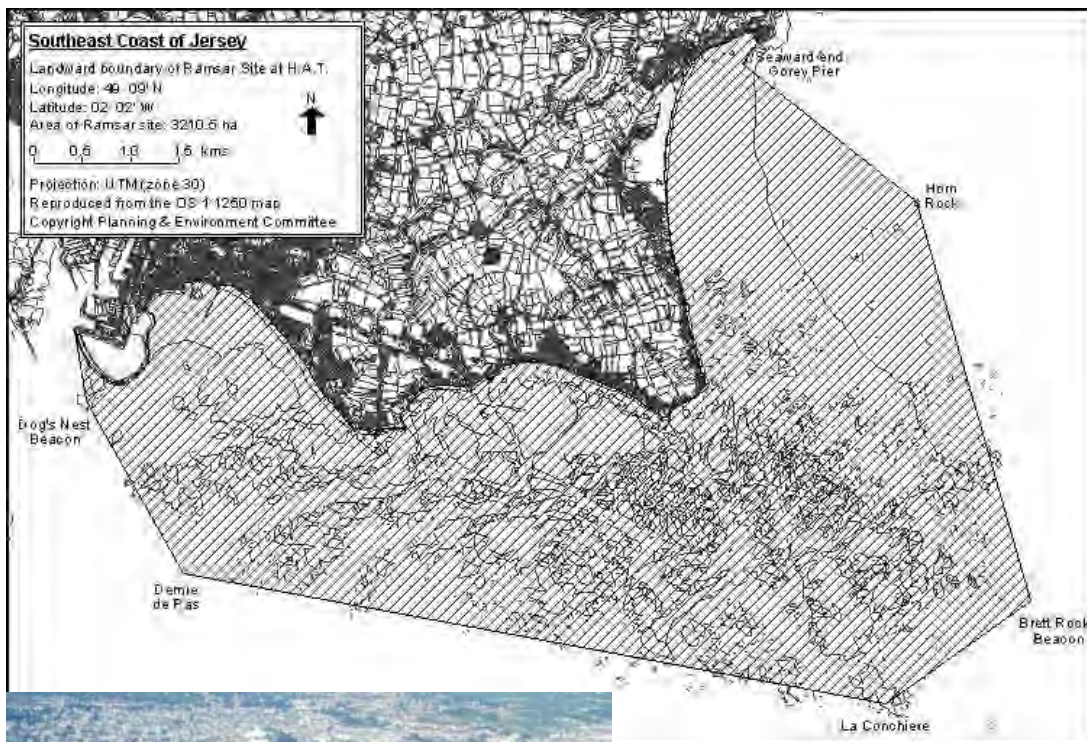 Southeast Coast of Jersey
Landward boundary of Ramsar Site at H.A.T.
Longitude: 49 09' N
Latitude: 02 02' W
Area of Ramsar site: 3210.5 ha
N
0 0.5 1.0 1.5 kms
Projection: UTM (zone 30)
Reproduced from the OS 1 1250 map
Copyright Planning & Environment Committee
Seaward end
Gorey Pier
Horn
Rock
Dog's Nest
Beacon
Demie
de Pas
Brett Rock
Beacon
La Conchiere